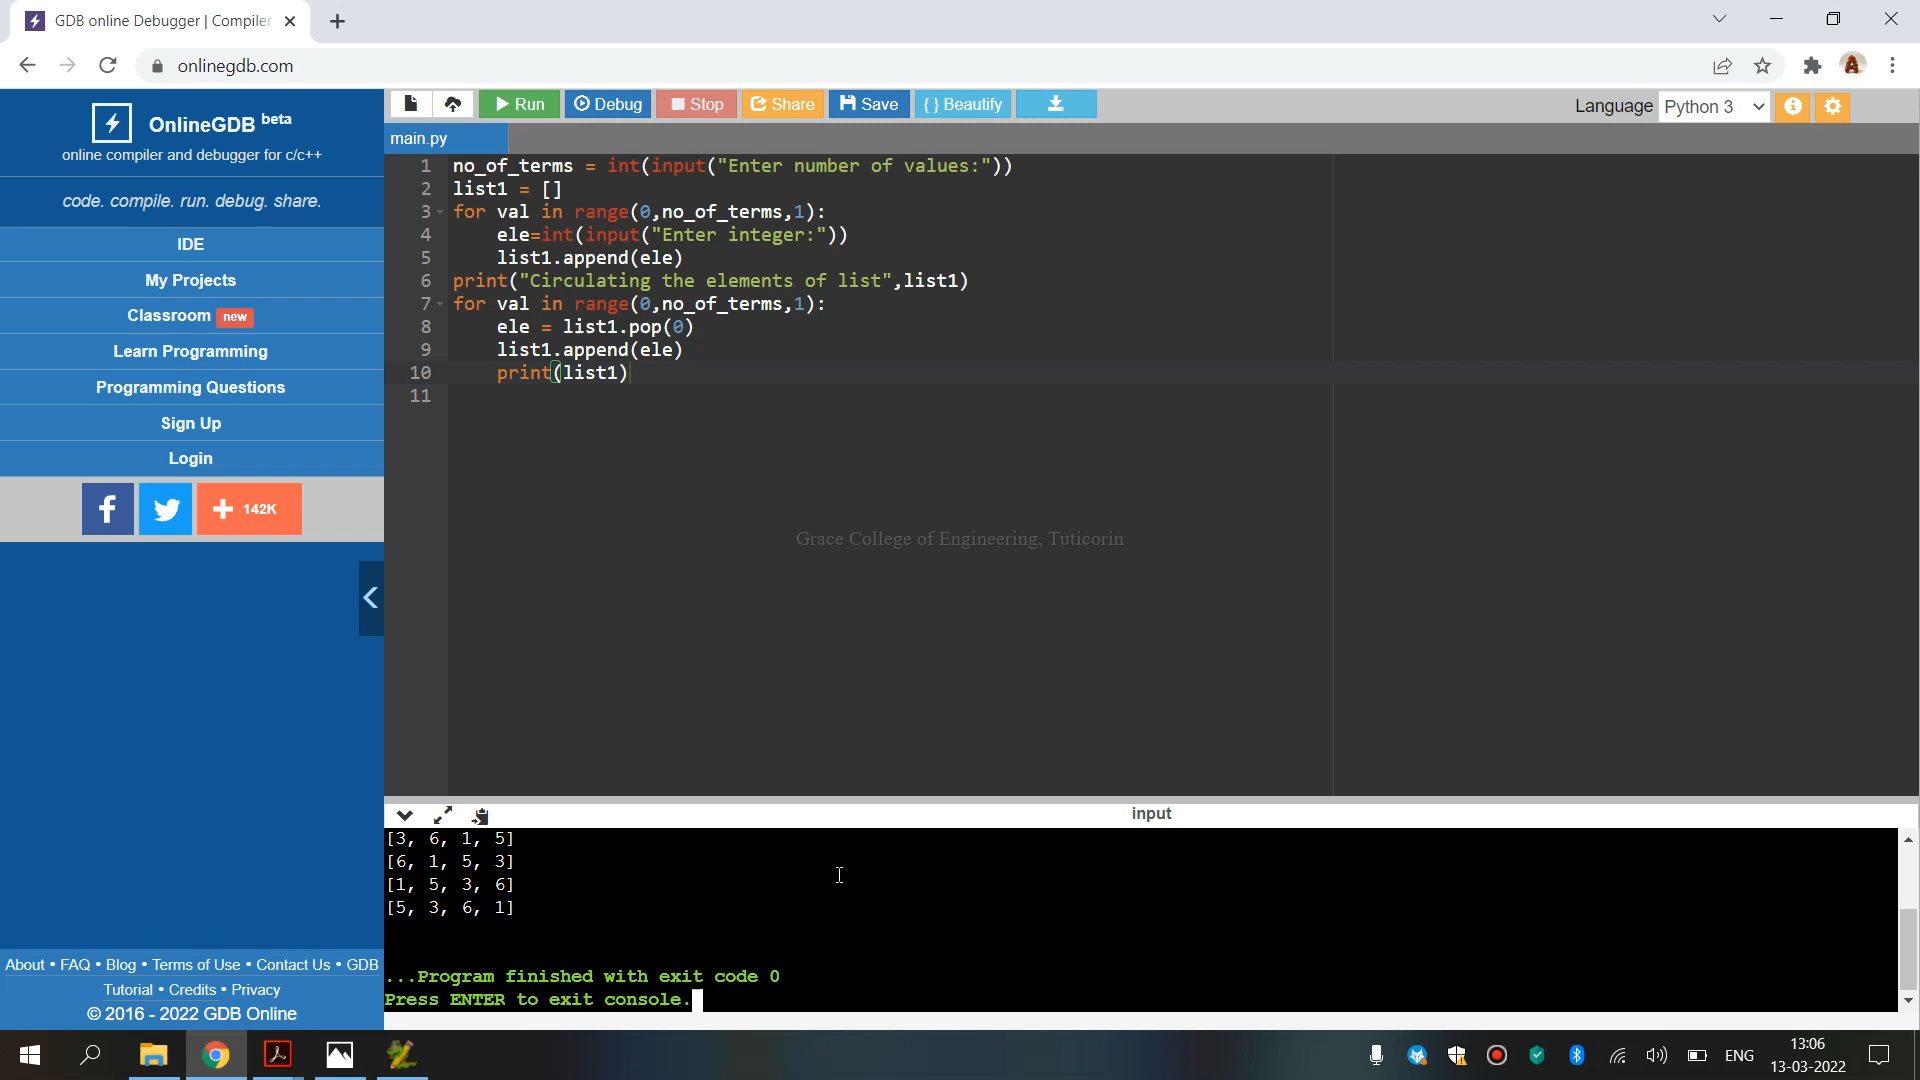 GDB online Debugger | Compiler
onlinegdb.com
OnlineGDB beta
online compiler and debugger for c/c++
code. compile. run. debug. share.
IDE
My Projects
Classroom new
Learn Programming
Programming Questions
Sign Up
Login
142K
About • FAQ • Blog • Terms of Use • Contact Us • GDB
Tutorial • Credits • Privacy
© 2016 - 2022 GDB Online
Run Debug Stop Share Save { } Beautify
Language Python 3
main.py
1 no_of_terms = int(input("Enter number of values:"))
2 list1 = []
3 for val in range(0,no_of_terms,1):
4     ele=int(input("Enter integer:"))
5     list1.append(ele)
6 print("Circulating the elements of list",list1)
7 for val in range(0,no_of_terms,1):
8     ele = list1.pop(0)
9     list1.append(ele)
10     print(list1)
11
Grace College of Engineering, Tuticorin
input
[3, 6, 1, 5]
[6, 1, 5, 3]
[1, 5, 3, 6]
[5, 3, 6, 1]
...Program finished with exit code 0
Press ENTER to exit console.
ENG
13:06
13-03-2022